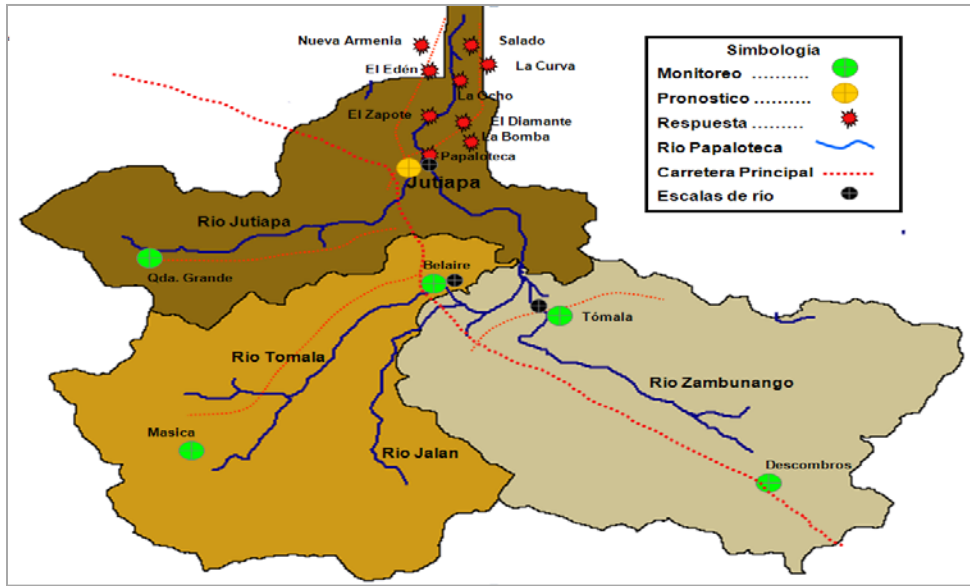 Nueva Armenia
Salado
El Edén
La Curva
La Ocho
El Zapote
El Diamante
La Bomba
Papaloteca
Jutiapa
Rio Jutiapa
Qda. Grande
Belaire
Tómala
Rio Tomala
Rio Zambunango
Masica
Rio Jalan
Descombros
Simbologia
Monitoreo ..........
Pronostico ..........
Respuesta .........
Rio Papaloteca
Carretera Principal
Escalas de rio